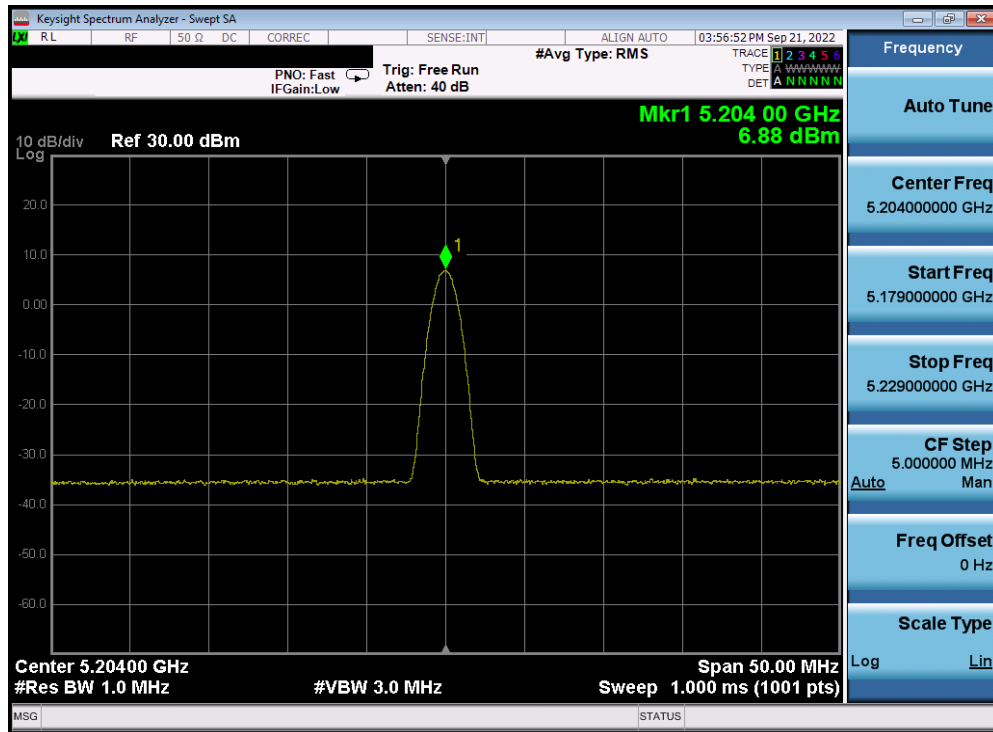 Keysight Spectrum Analyzer - Swept SA
LXI RL RF 50 Ω DC CORREC SENSE:INT ALIGN AUTO 03:56:52 PM Sep 21, 2022
PNO: Fast
IFGain:Low
Trig: Free Run
Atten: 40 dB
#Avg Type: RMS
TRACE 1 2 3 4 5 6
TYPE A WWWWW
DET A N N N N N
Mkr1 5.204 00 GHz
6.88 dBm
10 dB/div
Log
Ref 30.00 dBm
20.0
10.0
0.00
-10.0
-20.0
-30.0
-40.0
-50.0
-60.0
1
Center 5.20400 GHz
Span 50.00 MHz
#Res BW 1.0 MHz
#VBW 3.0 MHz
Sweep 1.000 ms (1001 pts)
MSG
STATUS
Frequency
Auto Tune
Center Freq
5.204000000 GHz
Start Freq
5.179000000 GHz
Stop Freq
5.229000000 GHz
CF Step
5.000000 MHz
Auto Man
Freq Offset
0 Hz
Scale Type
Log Lin